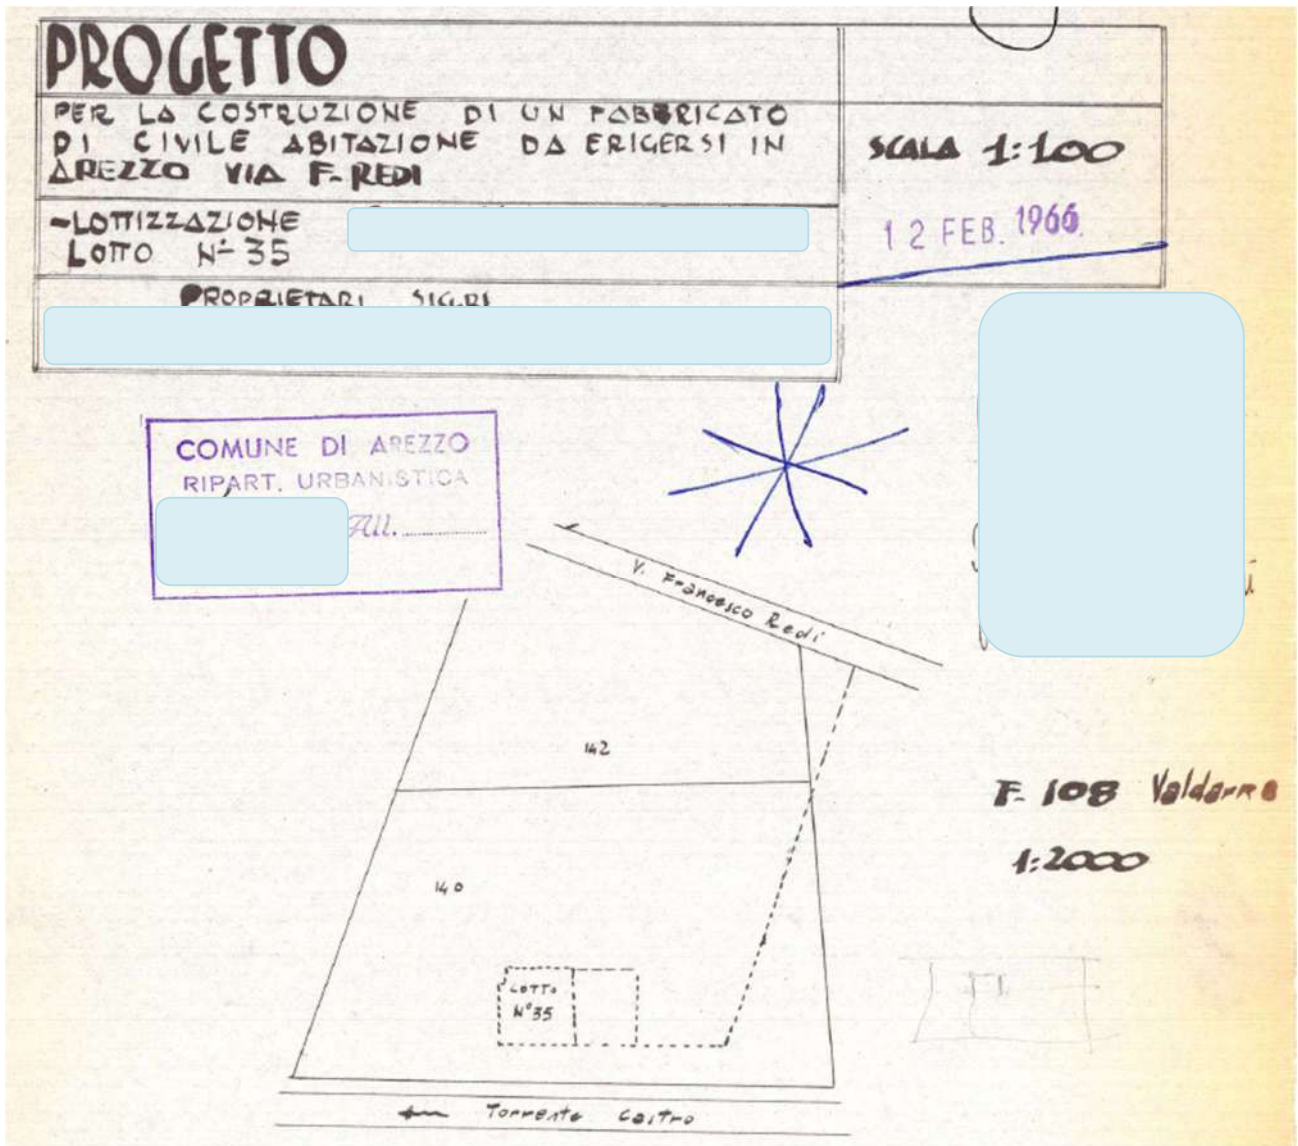 PROGETTO
PER LA COSTRUZIONE DI UN FABBRICATO
DI CIVILE ABITAZIONE DA ERIGERSI IN
AREZZO VIA F. REDI
SCALA 1:100
-LOTTIZZAZIONE
LOTTO N° 35
12 FEB. 1966.
PROPRIETARI SIG.RI
COMUNE DI AREZZO
RIPART. URBANISTICA
All.
V. Francesco Redi
142
F. 108 Valdarno
1:2000
140
LOTTO
N°35
Torrente Castro